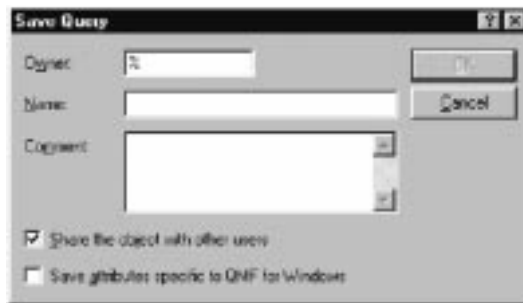 Save Query
Owner: %
OK
Name:
Cancel
Comment:
Share the object with other users
Save attributes specific to QMF for Windows